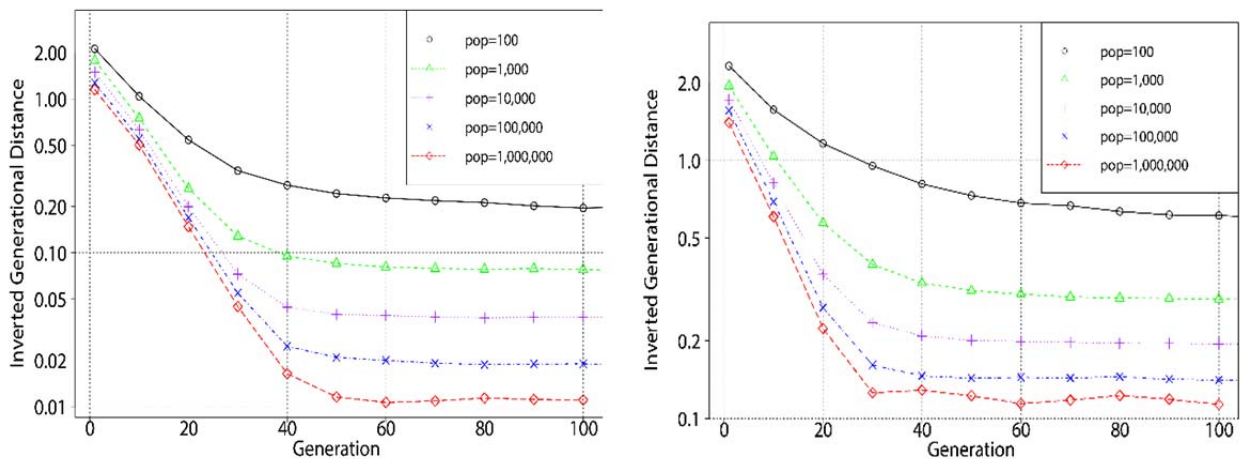 Inverted Generational Distance
2.00
1.00
0.50
0.20
0.10
0.05
0.02
0.01
0
20
40
60
80
100
Generation
pop=100
pop=1,000
pop=10,000
pop=100,000
pop=1,000,000
Inverted Generational Distance
2.0
1.0
0.5
0.2
0.1
0
20
40
60
80
100
Generation
pop=100
pop=1,000
pop=10,000
pop=100,000
pop=1,000,000